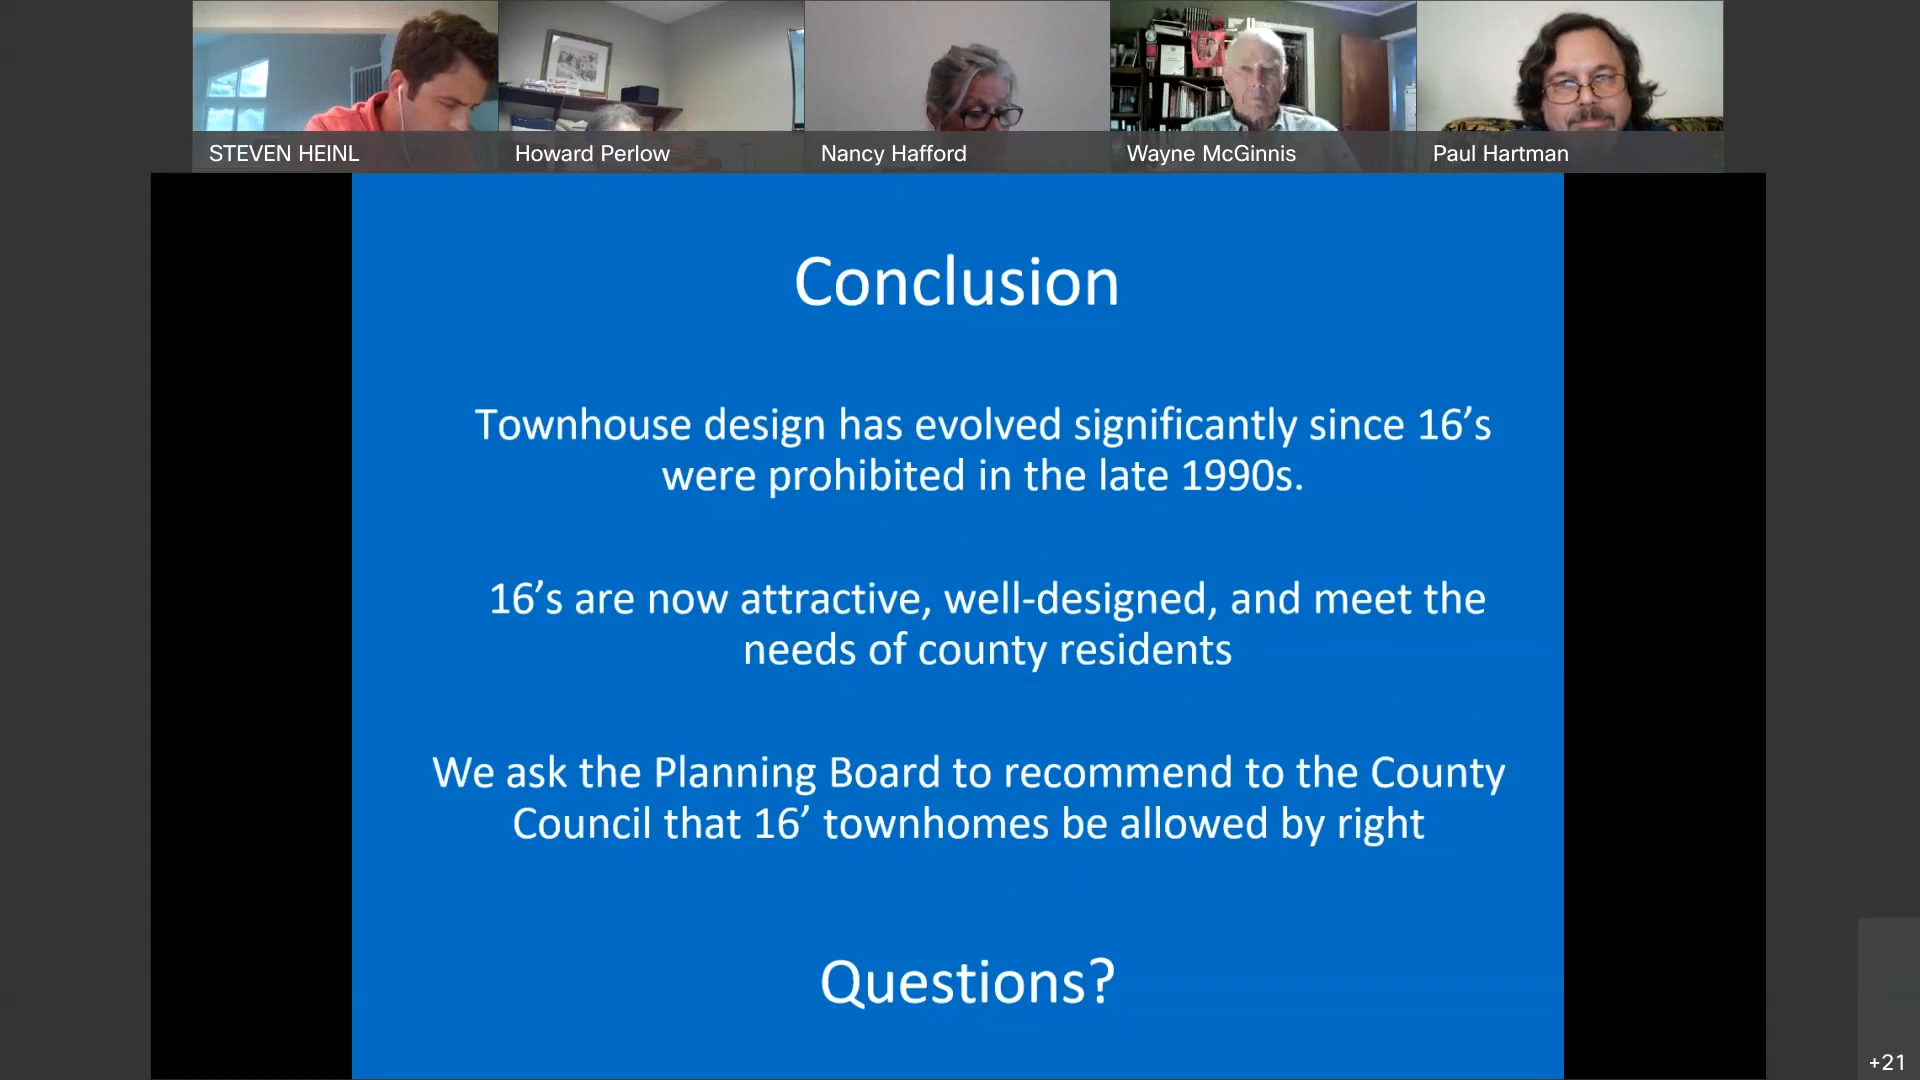 STEVEN HEINL
Howard Perlow
Nancy Hafford
Wayne McGinnis
Paul Hartman
Conclusion
Townhouse design has evolved significantly since 16’s
were prohibited in the late 1990s.
16’s are now attractive, well-designed, and meet the
needs of county residents
We ask the Planning Board to recommend to the County
Council that 16’ townhomes be allowed by right
Questions?
+21